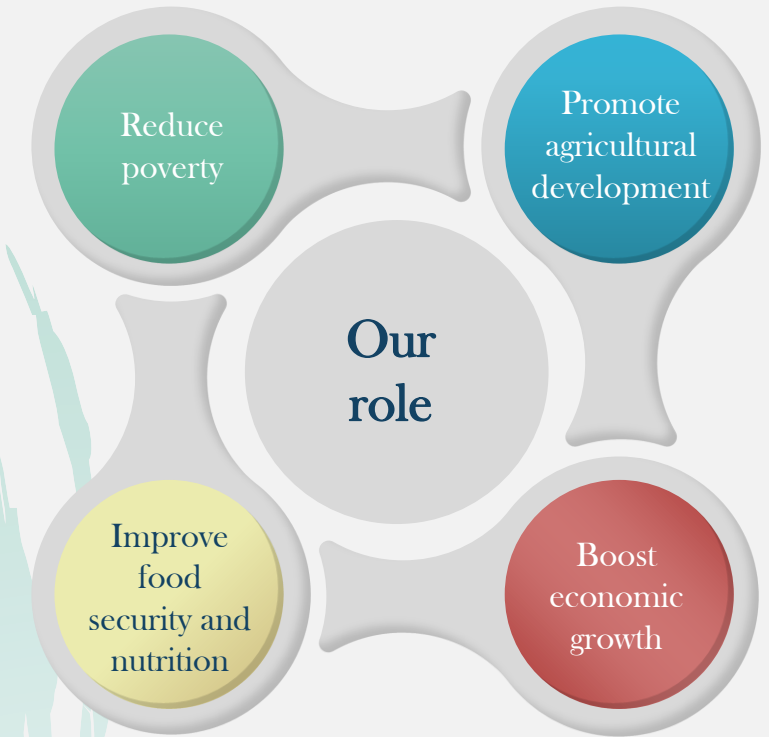 Reduce
poverty
Promote
agricultural
development
Our
role
Improve
food
security and
nutrition
Boost
economic
growth